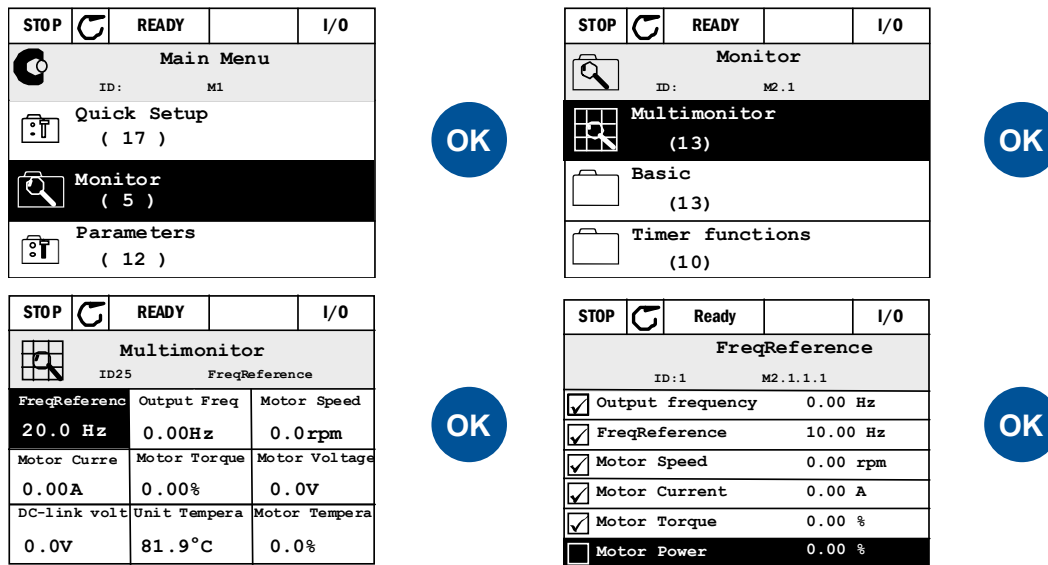 STOP READY I/O
Main Menu
ID: M1
Quick Setup
( 17 )
Monitor
( 5 )
Parameters
( 12 )
OK
STOP READY I/O
Monitor
ID: M2.1
Multimonitor
(13)
Basic
(13)
Timer functions
(10)
OK
STOP READY I/O
Multimonitor
ID25 FreqReference
FreqReferenc Output Freq Motor Speed
20.0 Hz 0.00Hz 0.0rpm
Motor Curre Motor Torque Motor Voltage
0.00A 0.00% 0.0V
DC-link volt Unit Tempera Motor Tempera
0.0V 81.9°C 0.0%
OK
STOP Ready I/O
FreqReference
ID:1 M2.1.1.1
Output frequency 0.00 Hz
FreqReference 10.00 Hz
Motor Speed 0.00 rpm
Motor Current 0.00 A
Motor Torque 0.00 %
Motor Power 0.00 %
OK